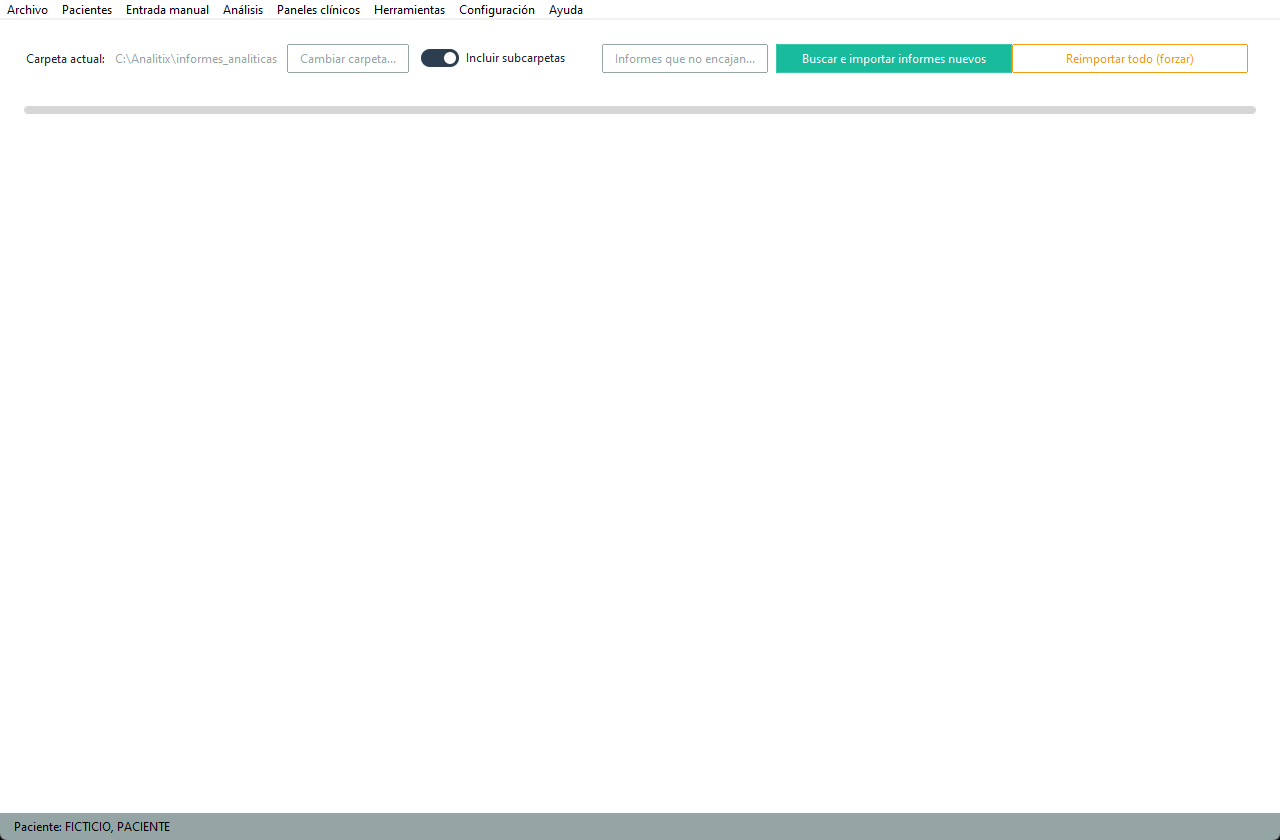 Archivo Pacientes Entrada manual Análisis Paneles clínicos Herramientas Configuración Ayuda
Carpeta actual: C:\Analitix\informes_analiticas Cambiar carpeta... Incluir subcarpetas Informes que no encajan... Buscar e importar informes nuevos Reimportar todo (forzar)
Paciente: FICTICIO, PACIENTE